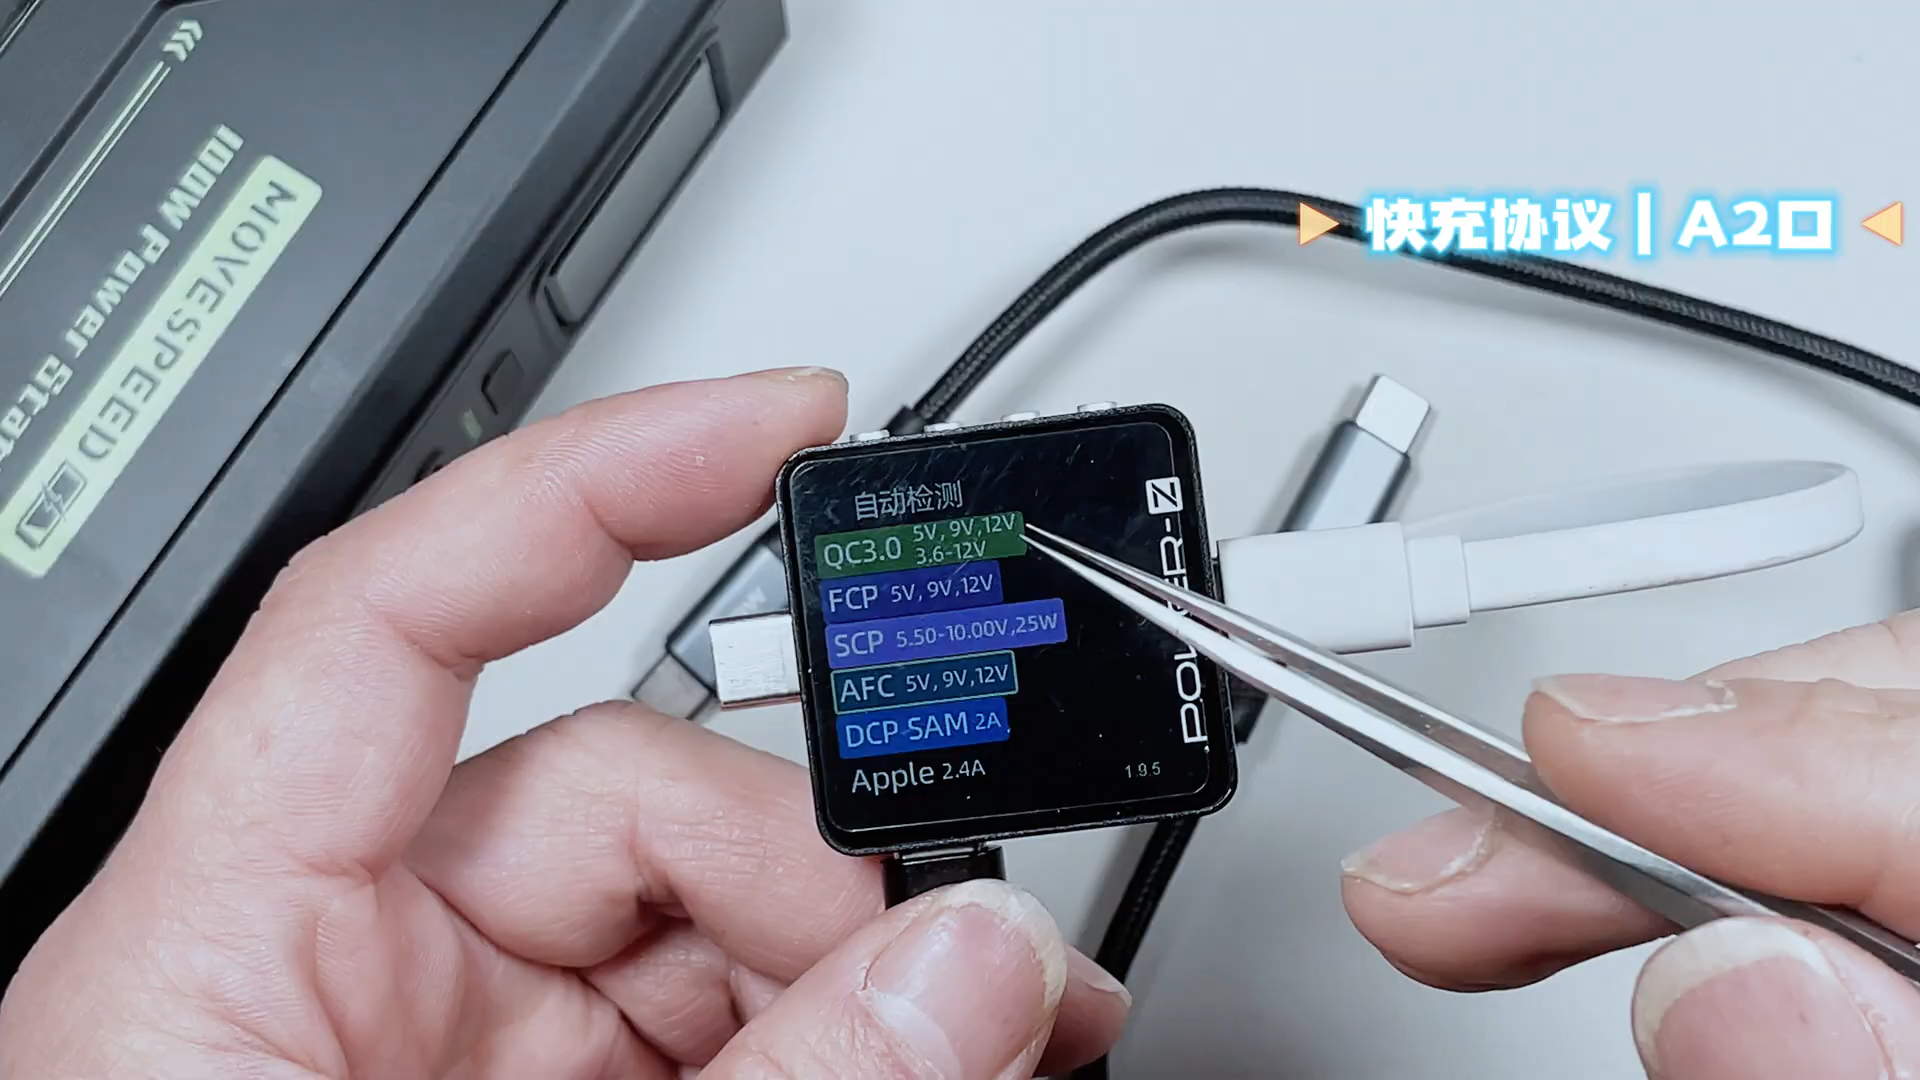 快充协议 | A2口
MOVESPEED
100W Power Stat
自动检测
QC3.0 5V, 9V,12V
3.6-12V
FCP 5V, 9V,12V
SCP 5.50-10.00V,25W
AFC 5V, 9V,12V
DCP SAM 2A
Apple 2.4A
1.9.5
POWER-Z